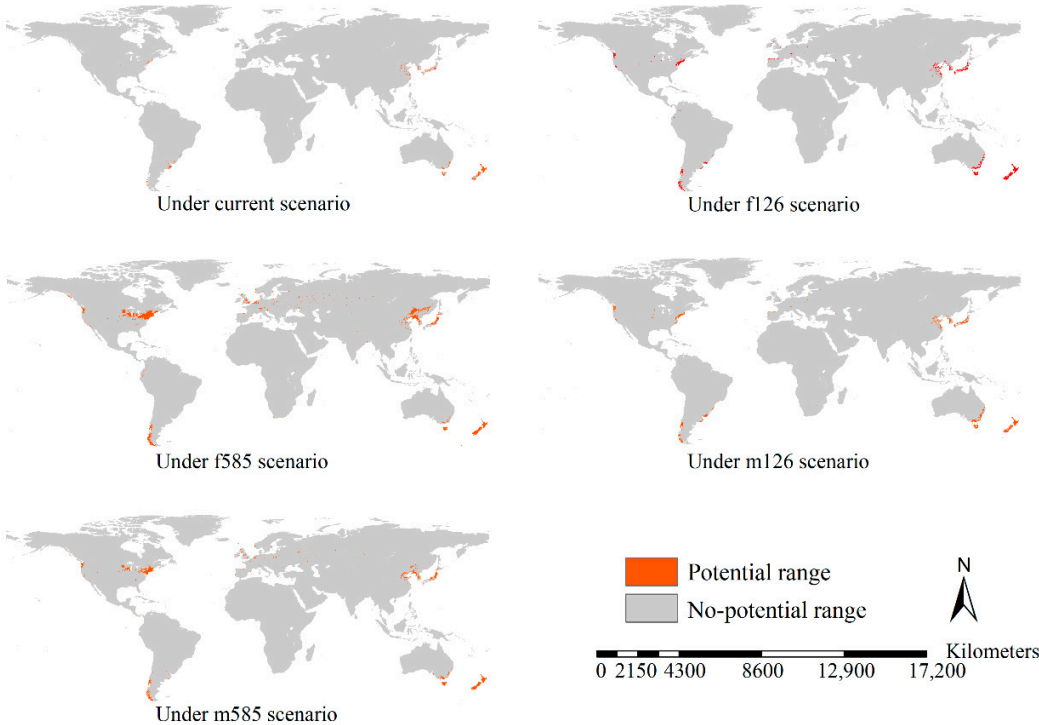 Under current scenario
Under f126 scenario
Under f585 scenario
Under m126 scenario
Under m585 scenario
Potential range
No-potential range
N
Kilometers
0 2150 4300 8600 12,900 17,200